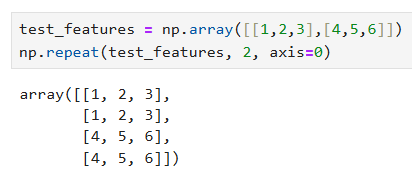 test_features = np.array([[1,2,3],[4,5,6]])
np.repeat(test_features, 2, axis=0)
array([[1, 2, 3],
       [1, 2, 3],
       [4, 5, 6],
       [4, 5, 6]])